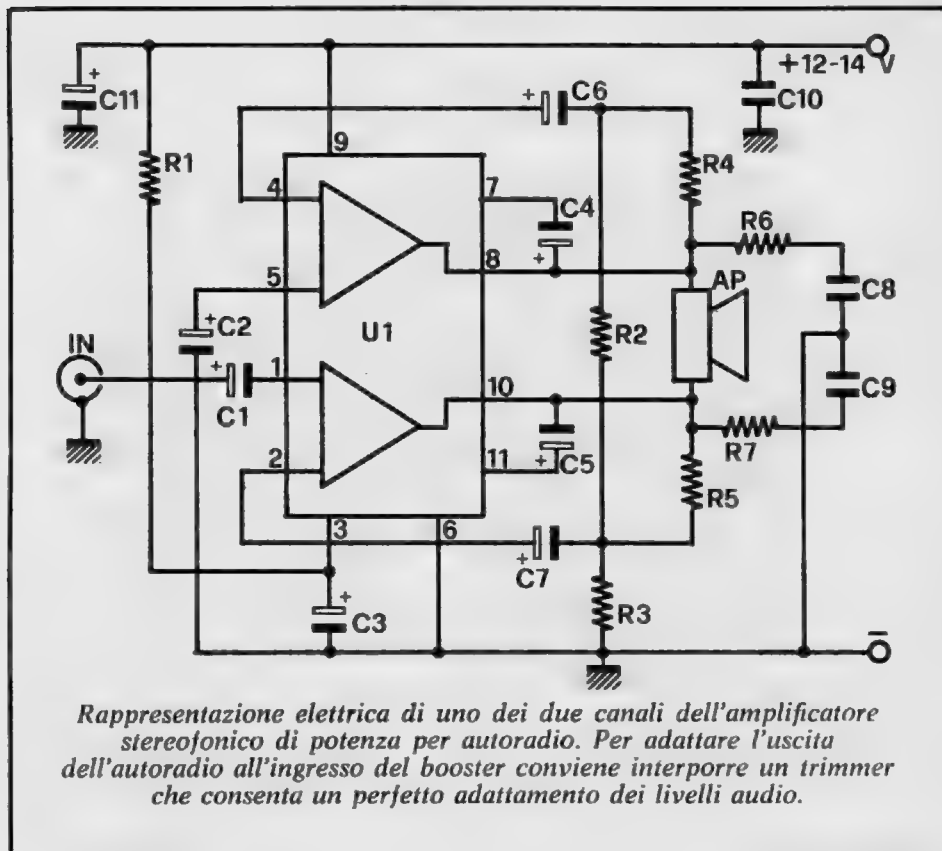 +12-14 V
C11
C10
C6
R1
9
4
7
R4
C4
R6
8
AP
5
C8
C2
U1
R2
IN
1
10
C9
C1
C5
R7
2
11
R5
3
6
C7
C3
R3
Rappresentazione elettrica di uno dei due canali dell'amplificatore
stereofonico di potenza per autoradio. Per adattare l'uscita
dell'autoradio all'ingresso del booster conviene interporre un trimmer
che consenta un perfetto adattamento dei livelli audio.